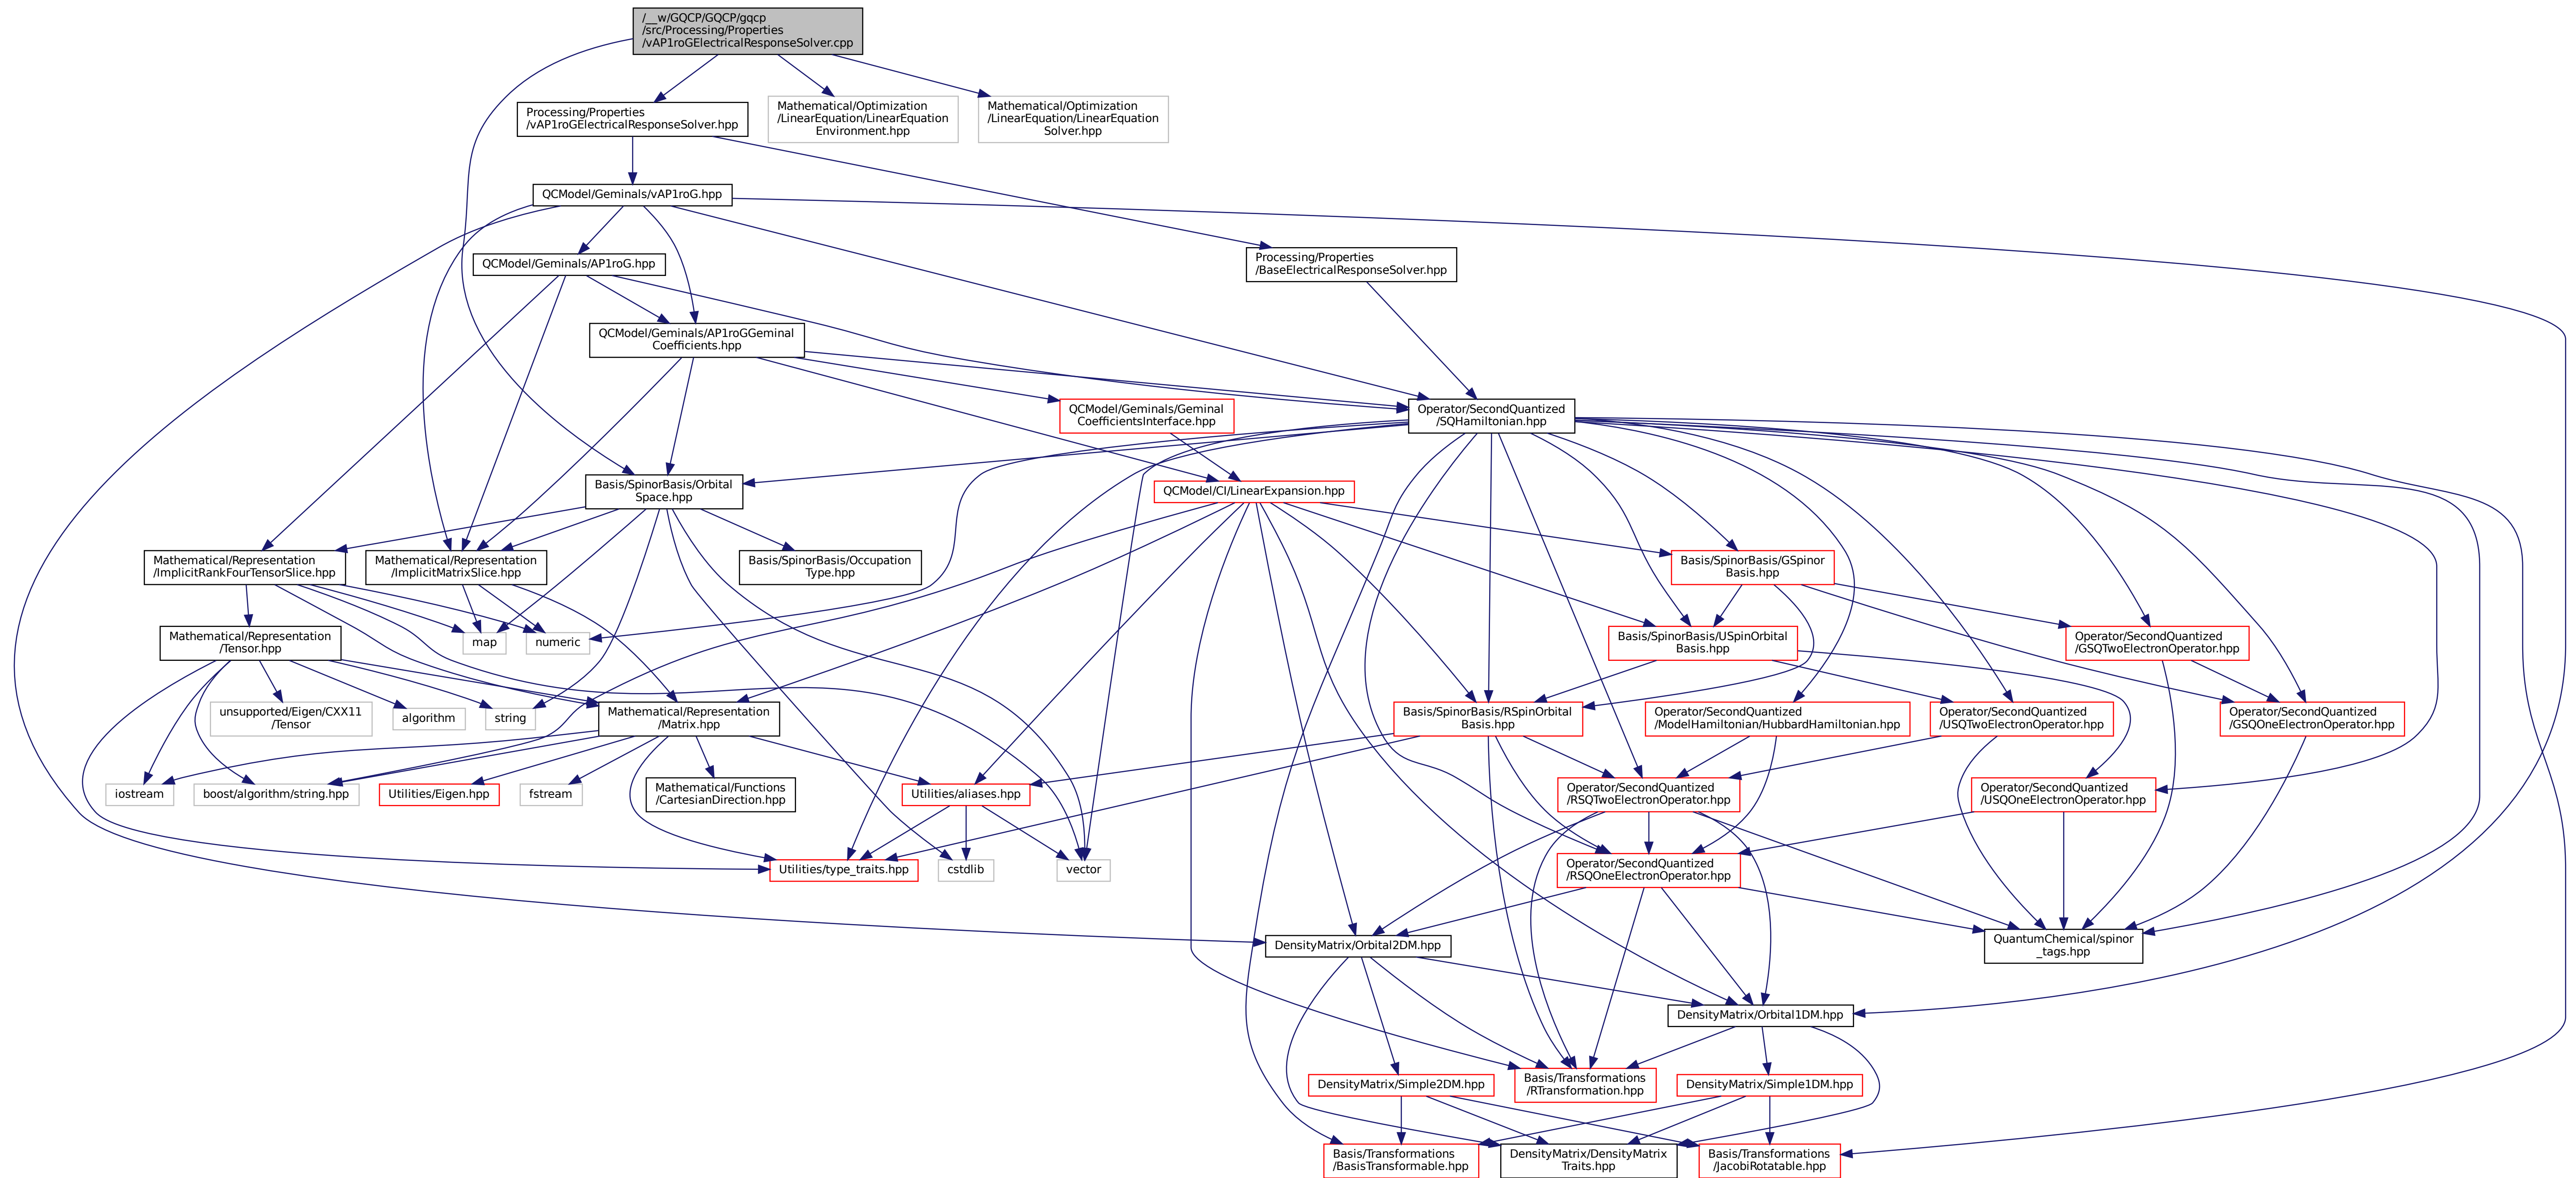 /__w/GQCP/GQCP/gqcp
/src/Processing/Properties
/vAP1roGElectricalResponseSolver.cpp
Processing/Properties
/vAP1roGElectricalResponseSolver.hpp
Mathematical/Optimization
/LinearEquation/LinearEquation
Environment.hpp
Mathematical/Optimization
/LinearEquation/LinearEquation
Solver.hpp
QCModel/Geminals/vAP1roG.hpp
QCModel/Geminals/AP1roG.hpp
Processing/Properties
/BaseElectricalResponseSolver.hpp
QCModel/Geminals/AP1roGGeminal
Coefficients.hpp
QCModel/Geminals/Geminal
CoefficientsInterface.hpp
Operator/SecondQuantized
/SQHamiltonian.hpp
Basis/SpinorBasis/Orbital
Space.hpp
QCModel/CI/LinearExpansion.hpp
Mathematical/Representation
/ImplicitRankFourTensorSlice.hpp
Mathematical/Representation
/ImplicitMatrixSlice.hpp
Basis/SpinorBasis/Occupation
Type.hpp
Basis/SpinorBasis/GSpinor
Basis.hpp
Mathematical/Representation
/Tensor.hpp
map
numeric
Basis/SpinorBasis/USpinOrbital
Basis.hpp
Operator/SecondQuantized
/GSQTwoElectronOperator.hpp
unsupported/Eigen/CXX11
/Tensor
algorithm
string
Mathematical/Representation
/Matrix.hpp
Basis/SpinorBasis/RSpinOrbital
Basis.hpp
Operator/SecondQuantized
/ModelHamiltonian/HubbardHamiltonian.hpp
Operator/SecondQuantized
/USQTwoElectronOperator.hpp
Operator/SecondQuantized
/GSQOneElectronOperator.hpp
iostream
boost/algorithm/string.hpp
Utilities/Eigen.hpp
fstream
Mathematical/Functions
/CartesianDirection.hpp
Utilities/aliases.hpp
Operator/SecondQuantized
/RSQTwoElectronOperator.hpp
Operator/SecondQuantized
/USQOneElectronOperator.hpp
Utilities/type_traits.hpp
cstdlib
vector
Operator/SecondQuantized
/RSQOneElectronOperator.hpp
DensityMatrix/Orbital2DM.hpp
QuantumChemical/spinor
_tags.hpp
DensityMatrix/Orbital1DM.hpp
DensityMatrix/Simple2DM.hpp
Basis/Transformations
/RTransformation.hpp
DensityMatrix/Simple1DM.hpp
Basis/Transformations
/BasisTransformable.hpp
DensityMatrix/DensityMatrix
Traits.hpp
Basis/Transformations
/JacobiRotatable.hpp